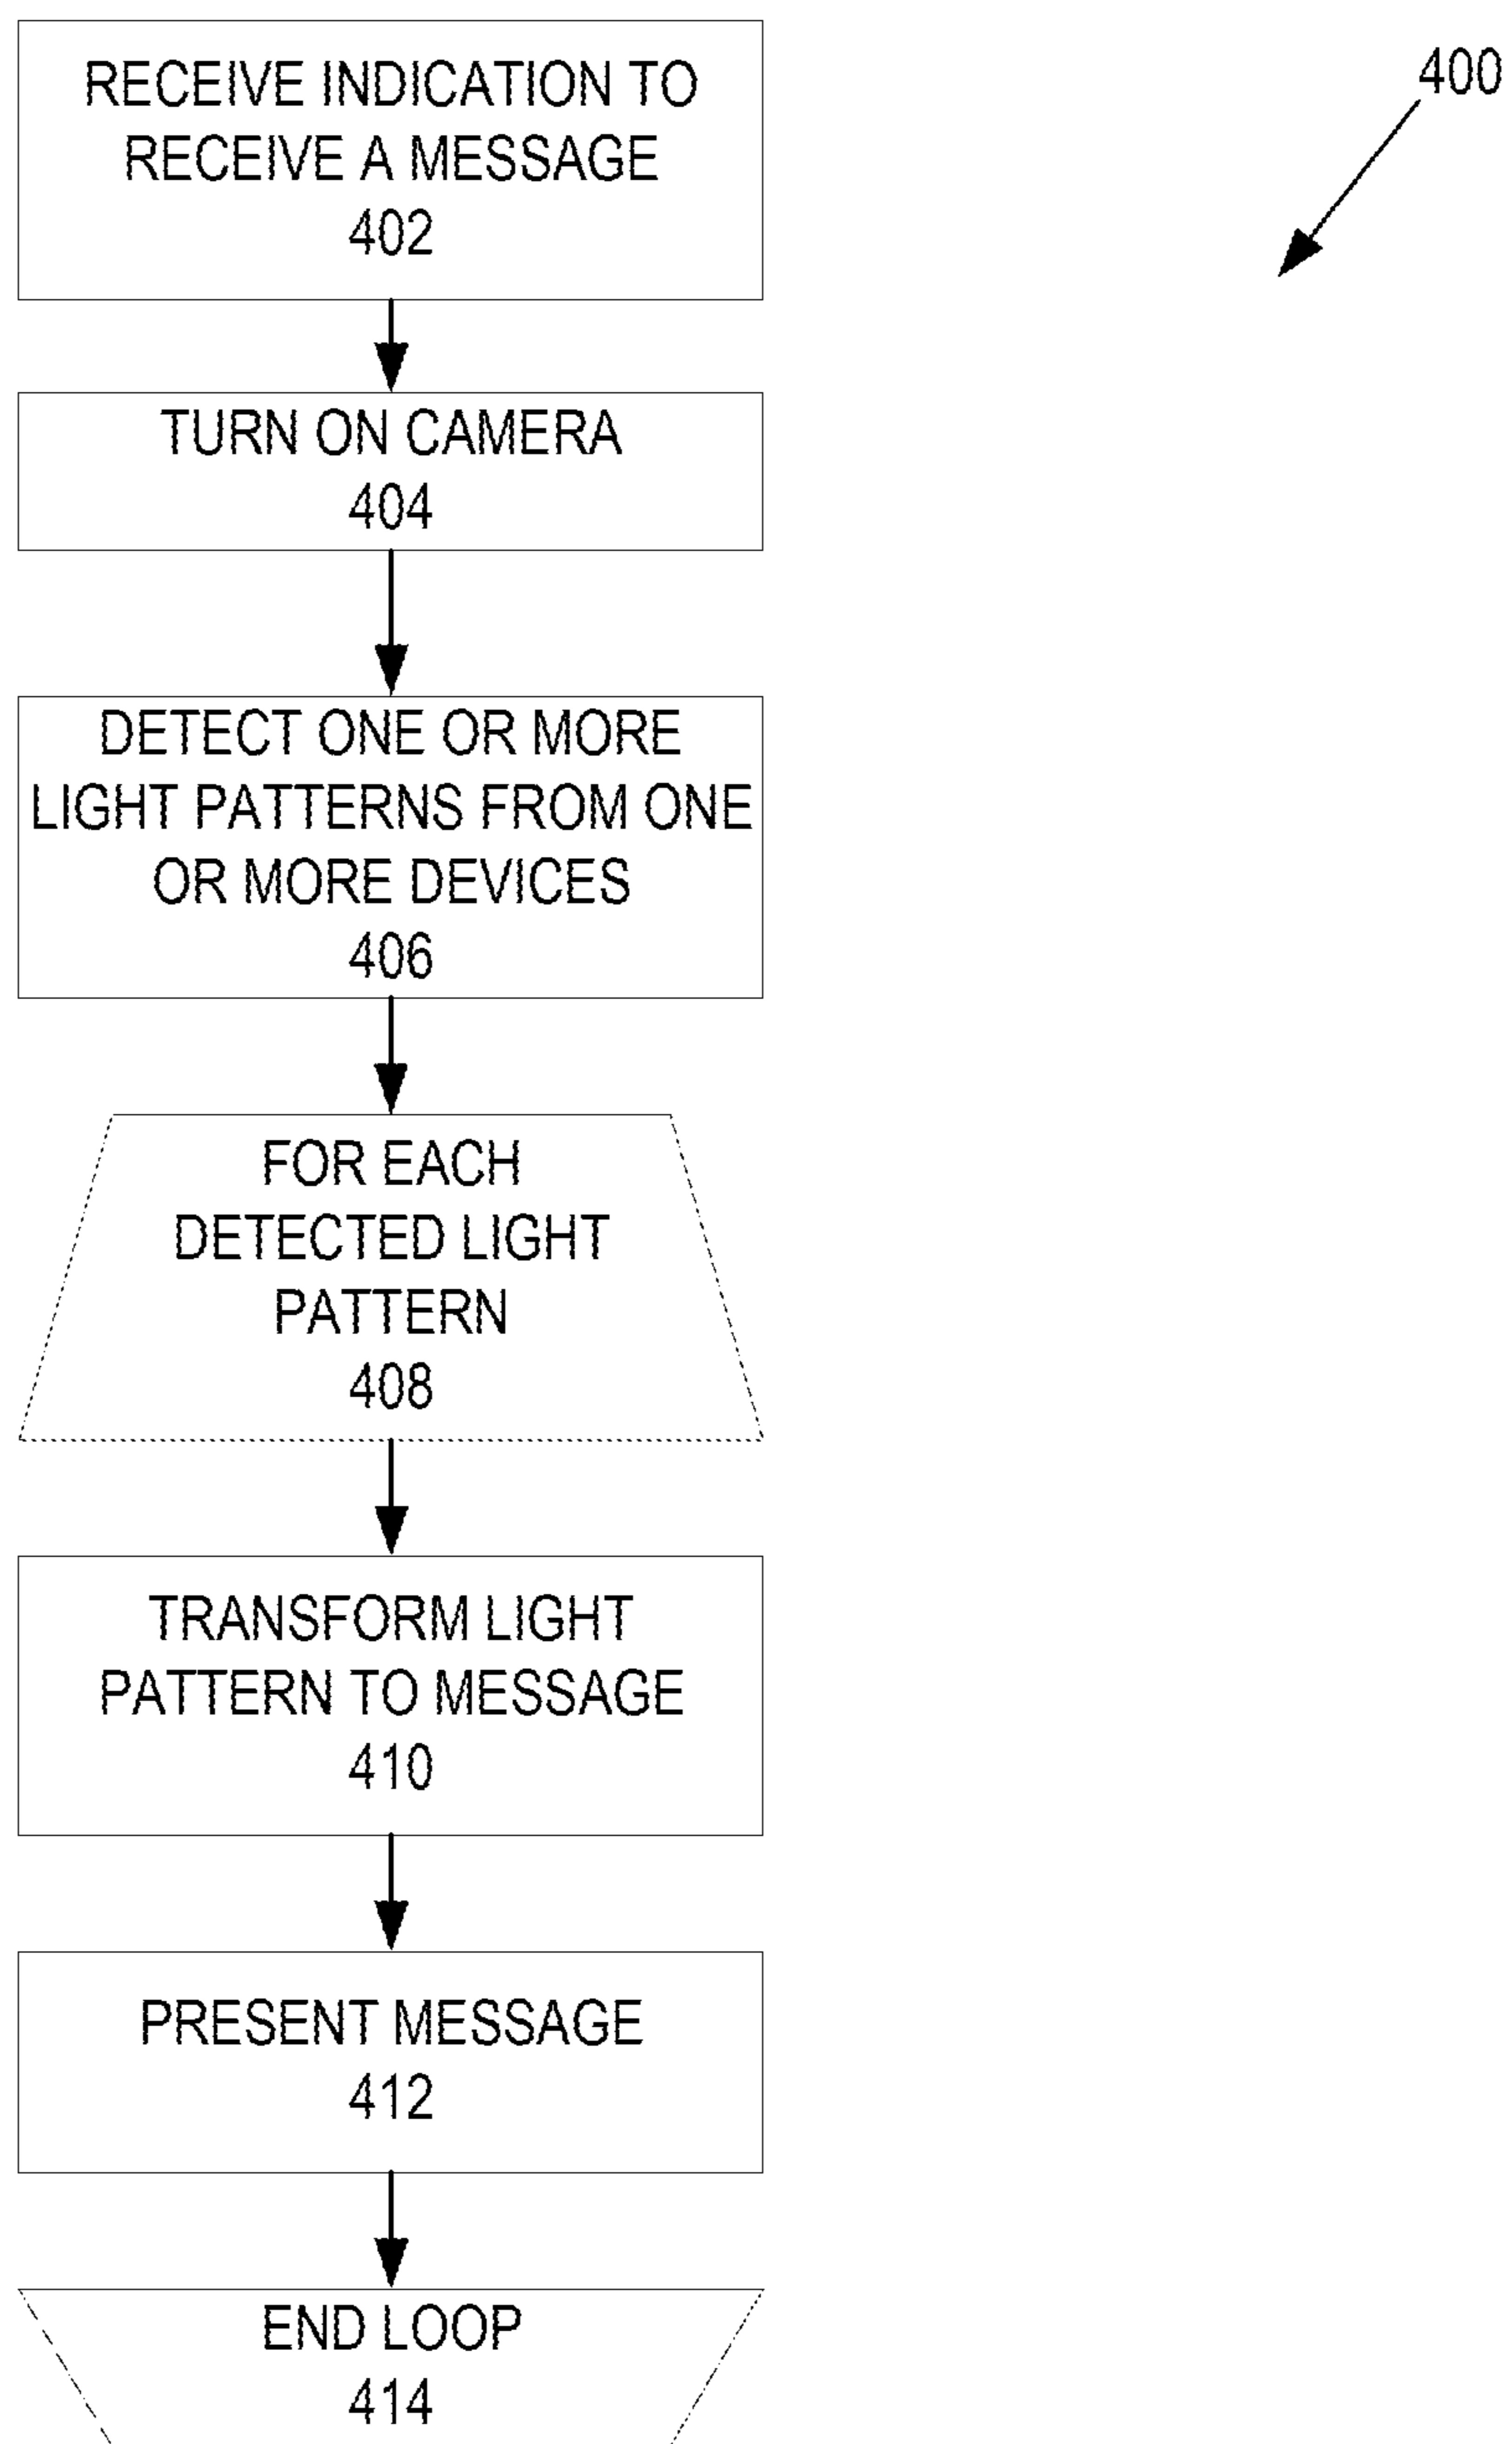 RECEIVE INDICATION TO
RECEIVE A MESSAGE
402
400
TURN ON CAMERA
404
DETECT ONE OR MORE
LIGHT PATTERNS FROM ONE
OR MORE DEVICES
406
FOR EACH
DETECTED LIGHT
PATTERN
408
TRANSFORM LIGHT
PATTERN TO MESSAGE
410
PRESENT MESSAGE
412
END LOOP
414